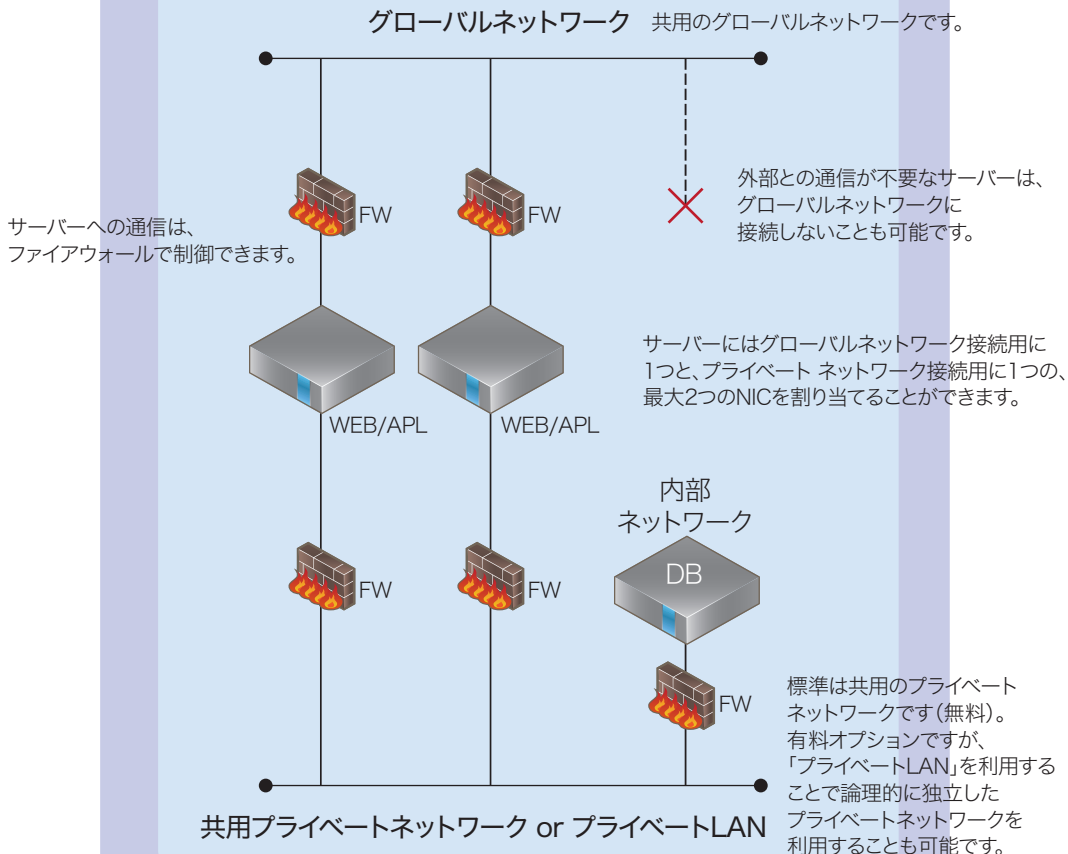 グローバルネットワーク 共用のグローバルネットワークです。
FW
FW
外部との通信が不要なサーバーは、
グローバルネットワークに
接続しないことも可能です。
サーバーへの通信は、
ファイアウォールで制御できます。
サーバーにはグローバルネットワーク接続用に
1つと、プライベート ネットワーク接続用に1つの、
最大2つのNICを割り当てることができます。
WEB/APL
WEB/APL
内部
ネットワーク
DB
FW
FW
FW
標準は共用のプライベート
ネットワークです(無料)。
有料オプションですが、
「プライベートLAN」を利用する
ことで論理的に独立した
プライベートネットワークを
利用することも可能です。
共用プライベートネットワーク or プライベートLAN